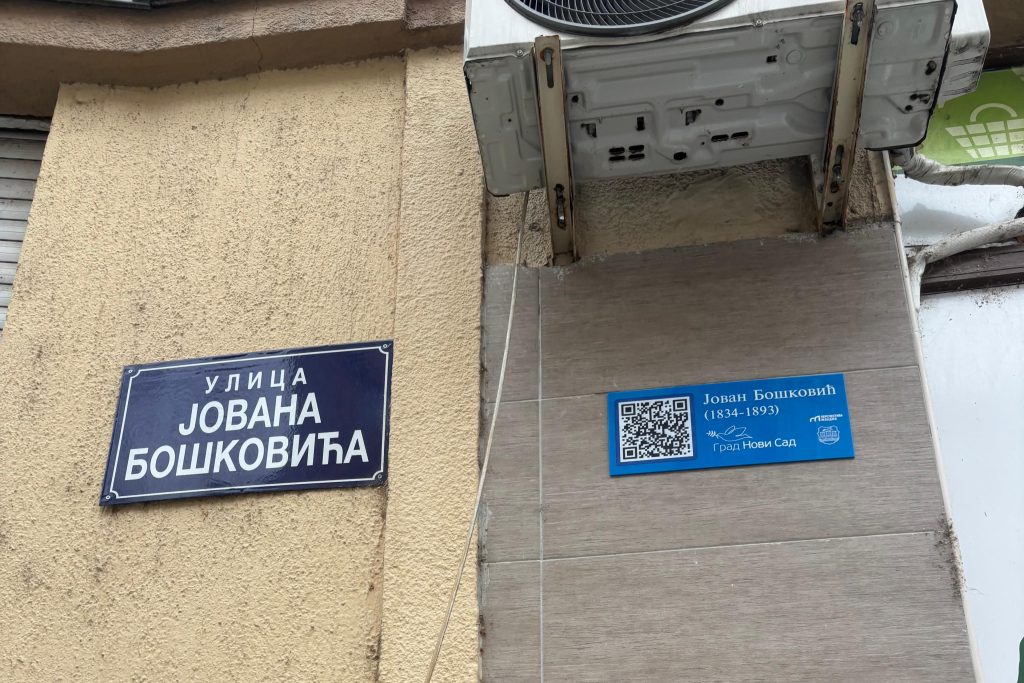 УЛИЦА
ЈОВАНА
БОШКОВИЋА
Јован Бошковић
(1834-1893)
Град Нови Сад